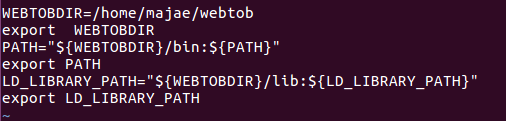 WEBTOBDIR=/home/majae/webtob
export  WEBTOBDIR
PATH="${WEBTOBDIR}/bin:${PATH}"
export PATH
LD_LIBRARY_PATH="${WEBTOBDIR}/lib:${LD_LIBRARY_PATH}"
export LD_LIBRARY_PATH
~